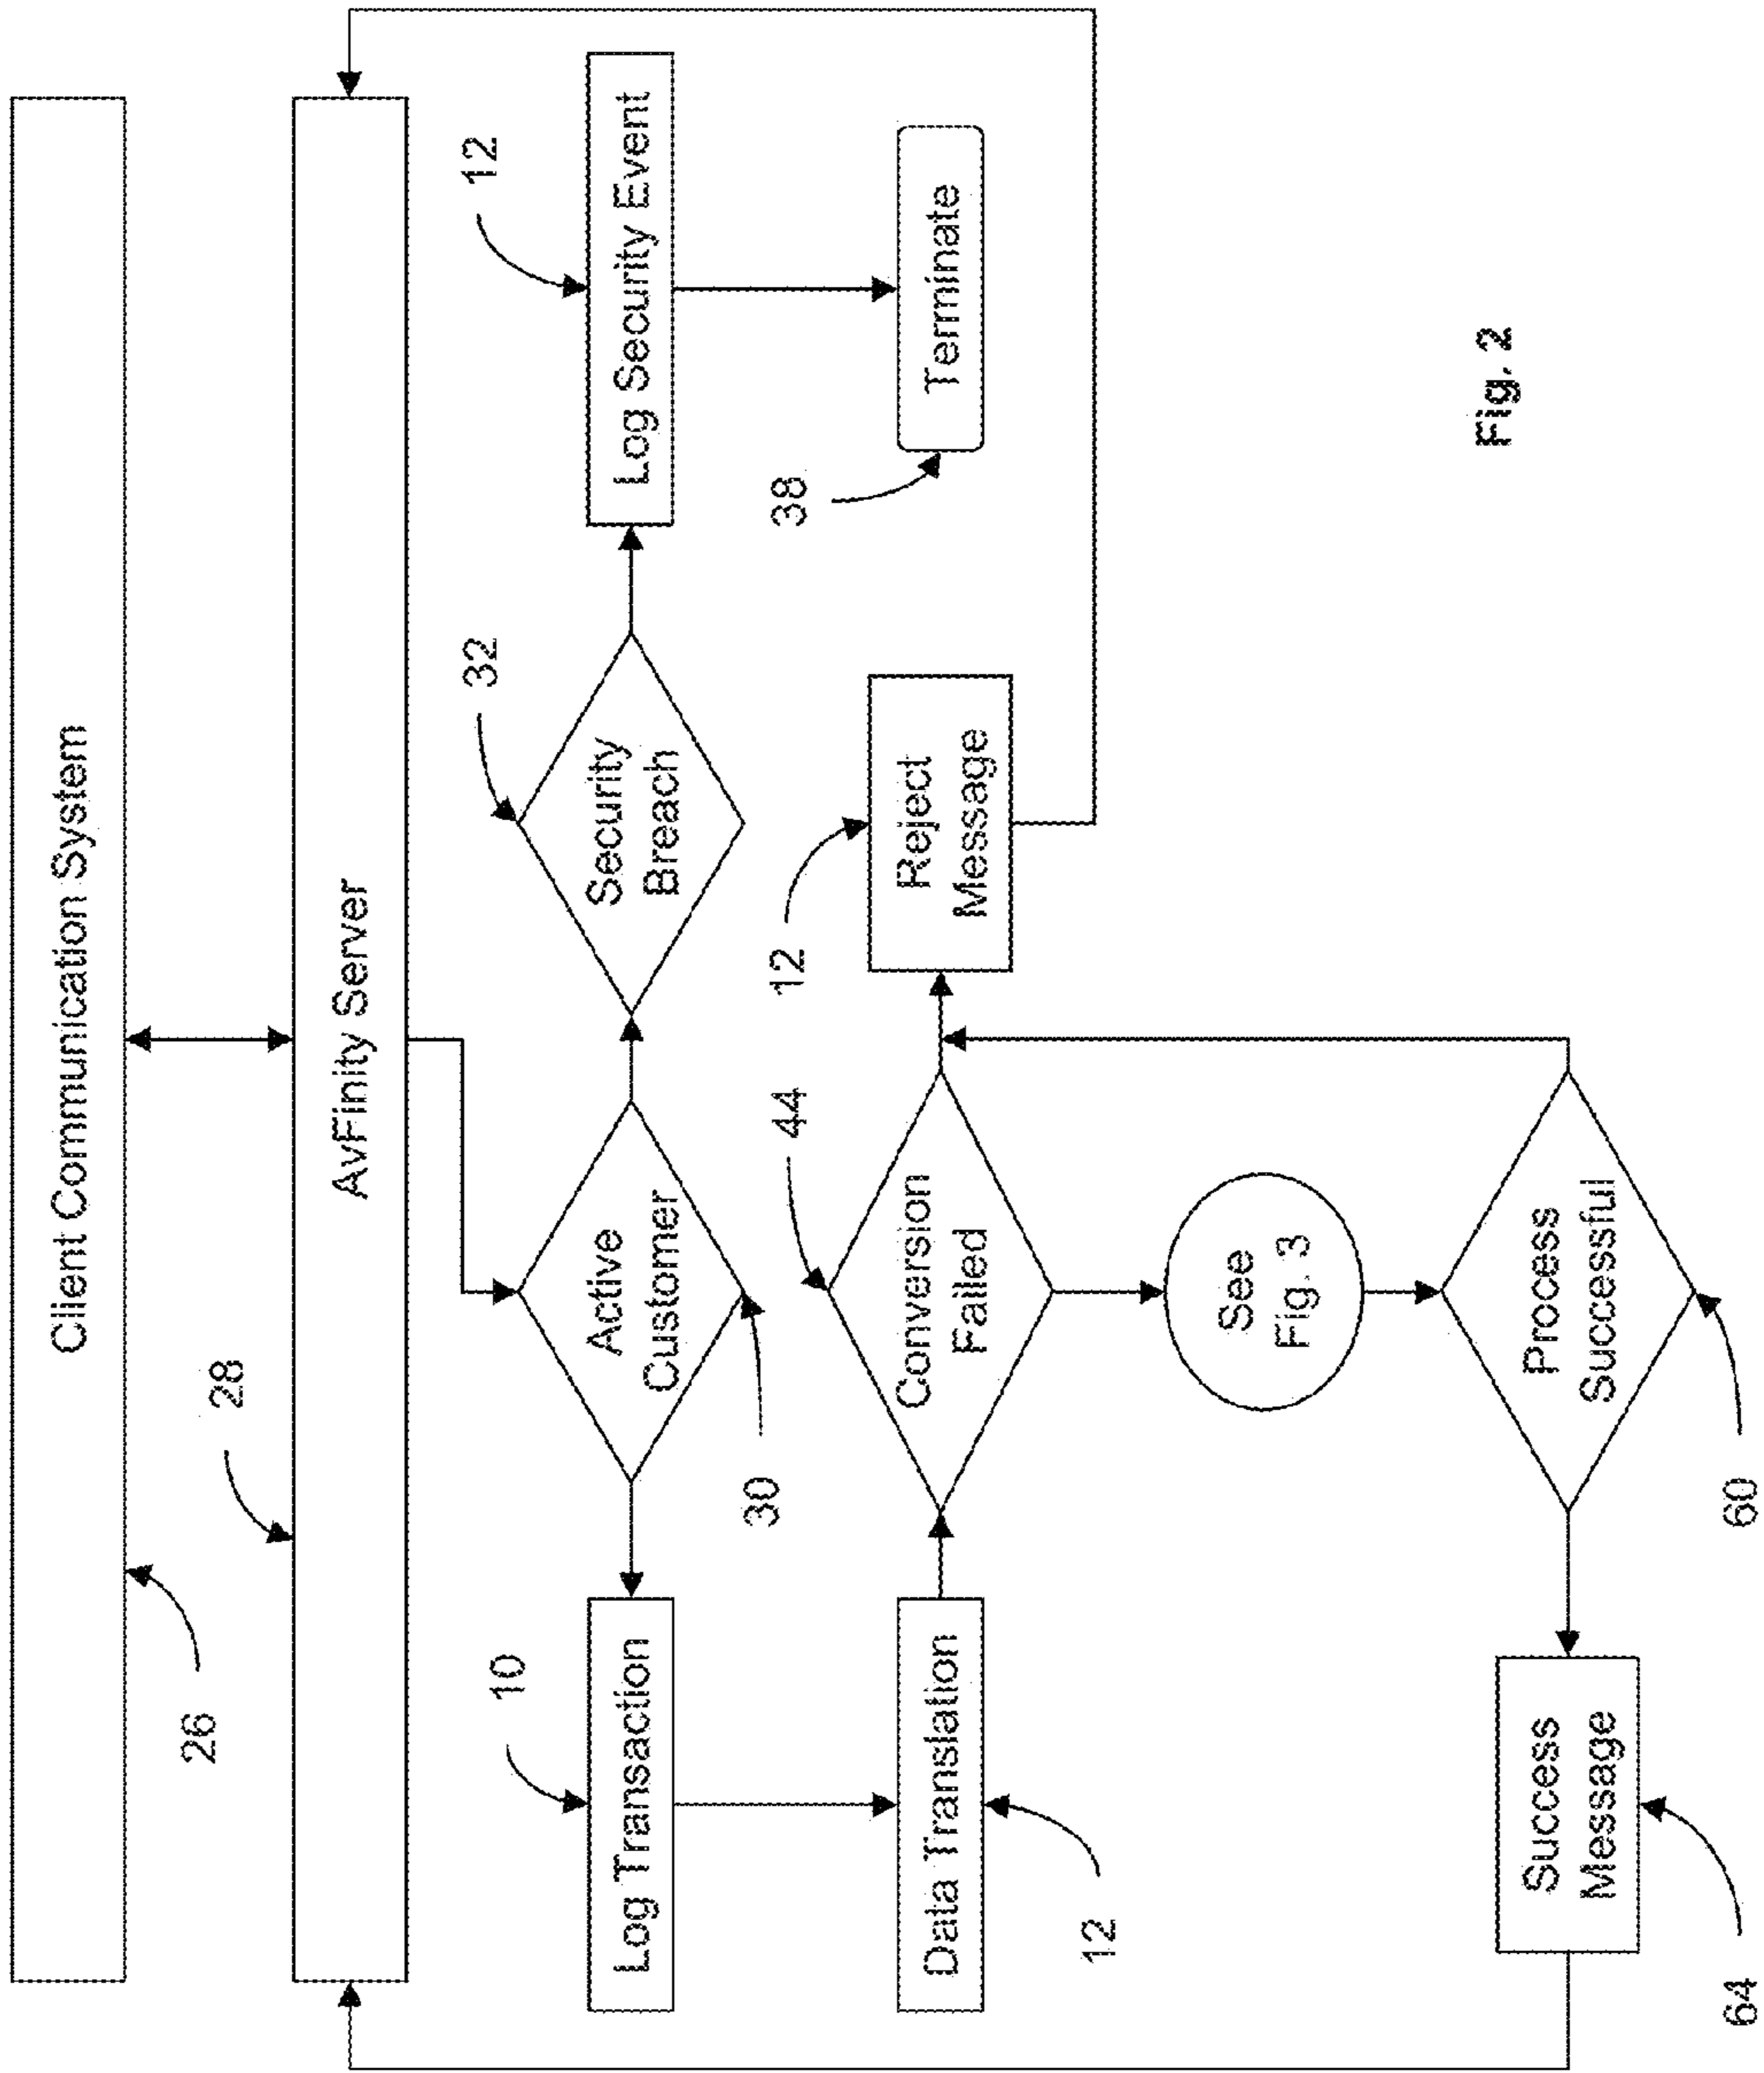 Client Communication System
26
28
AvFinity Server
10
Log Transaction
Active
Customer
30
32
Security
Breach
12
Log Security Event
Data Translation
12
44
Conversion
Failed
12
Reject
Message
38
Terminate
See
Fig. 3
Success
Message
64
Process
Successful
60
Fig. 2